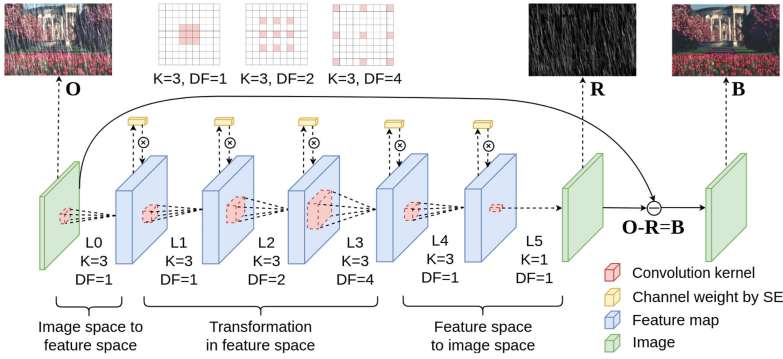 O
K=3, DF=1
K=3, DF=2
K=3, DF=4
R
B
L0
K=3
DF=1
L1
K=3
DF=1
L2
K=3
DF=2
L3
K=3
DF=4
L4
K=3
DF=1
L5
K=1
DF=1
O-R=B
Image space to
feature space
Transformation
in feature space
Feature space
to image space
Convolution kernel
Channel weight by SE
Feature map
Image